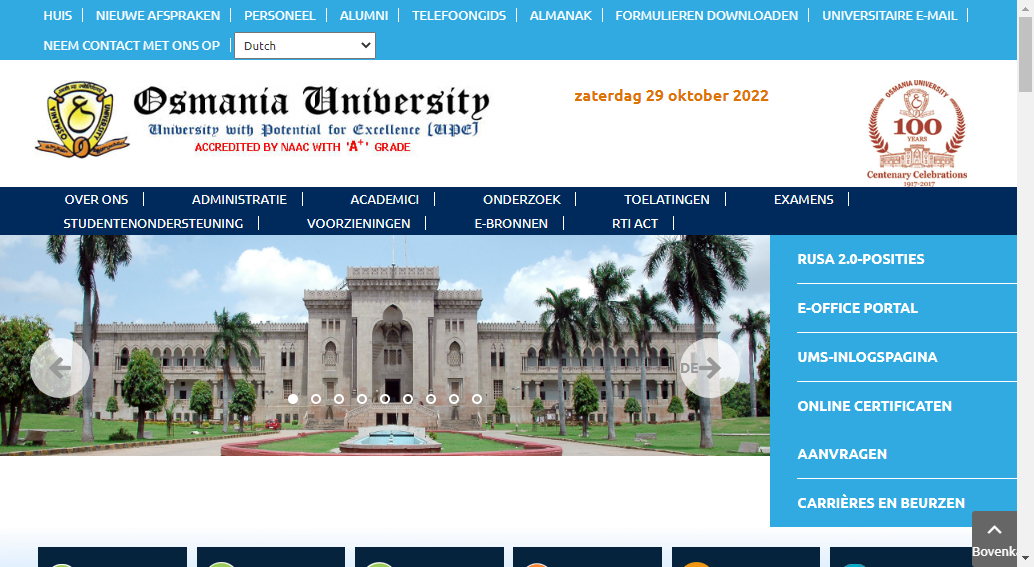 HUIS NIEUWE AFSPRAKEN PERSONEEL ALUMNI TELEFOONGIDS ALMANAK FORMULIEREN DOWNLOADEN UNIVERSITAIRE E-MAIL
NEEM CONTACT MET ONS OP Dutch
Osmania University
University with Potential for Excellence (UPE)
ACCREDITED BY NAAC WITH 'A+' GRADE
zaterdag 29 oktober 2022
OSMANIA UNIVERSITY
100
YEARS
Centenary Celebrations
1917-2017
OVER ONS ADMINISTRATIE ACADEMICI ONDERZOEK TOELATINGEN EXAMENS
STUDENTENONDERSTEUNING VOORZIENINGEN E-BRONNEN RTI ACT
DE
RUSA 2.0-POSITIES
E-OFFICE PORTAL
UMS-INLOGSPAGINA
ONLINE CERTIFICATEN
AANVRAGEN
CARRIÈRES EN BEURZEN